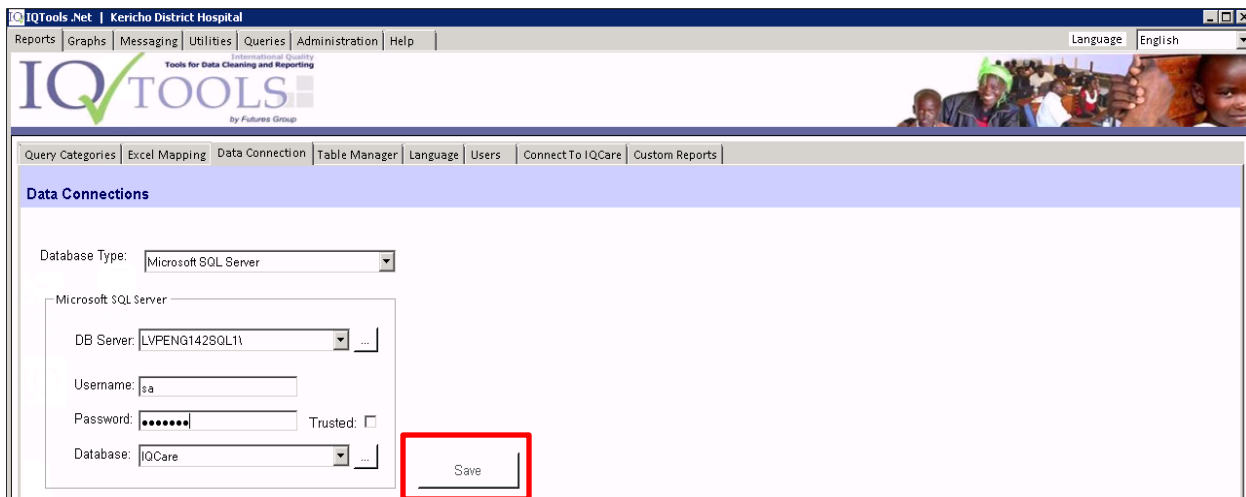 IQTools .Net | Kericho District Hospital
Reports Graphs Messaging Utilities Queries Administration Help Language English
International Quality
Tools for Data Cleaning and Reporting
IQTOOLS
by Futures Group
Query Categories Excel Mapping Data Connection Table Manager Language Users Connect To IQCare Custom Reports
Data Connections
Database Type: Microsoft SQL Server
Microsoft SQL Server
DB Server: LVPENG142SQL1\ ...
Username: sa
Password: ●●●●●●● Trusted:
Database: IQCare ...
Save